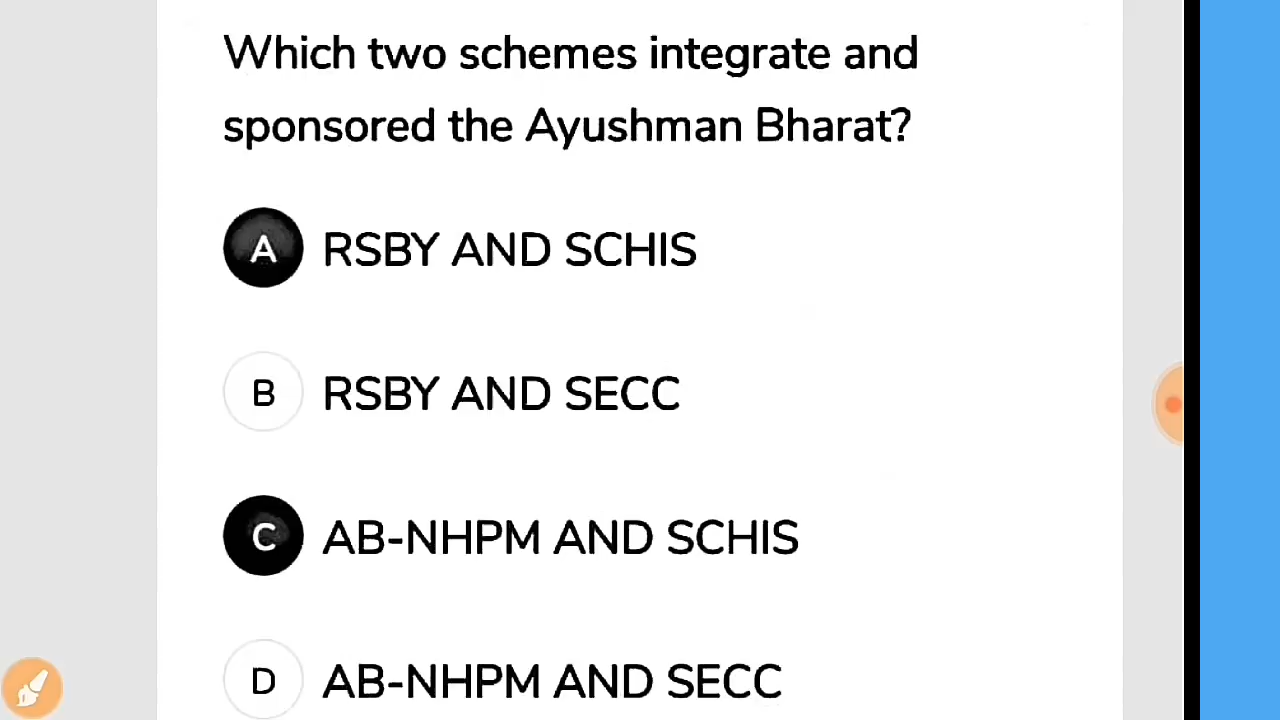 Which two schemes integrate and
sponsored the Ayushman Bharat?
A RSBY AND SCHIS
B RSBY AND SECC
C AB-NHPM AND SCHIS
D AB-NHPM AND SECC